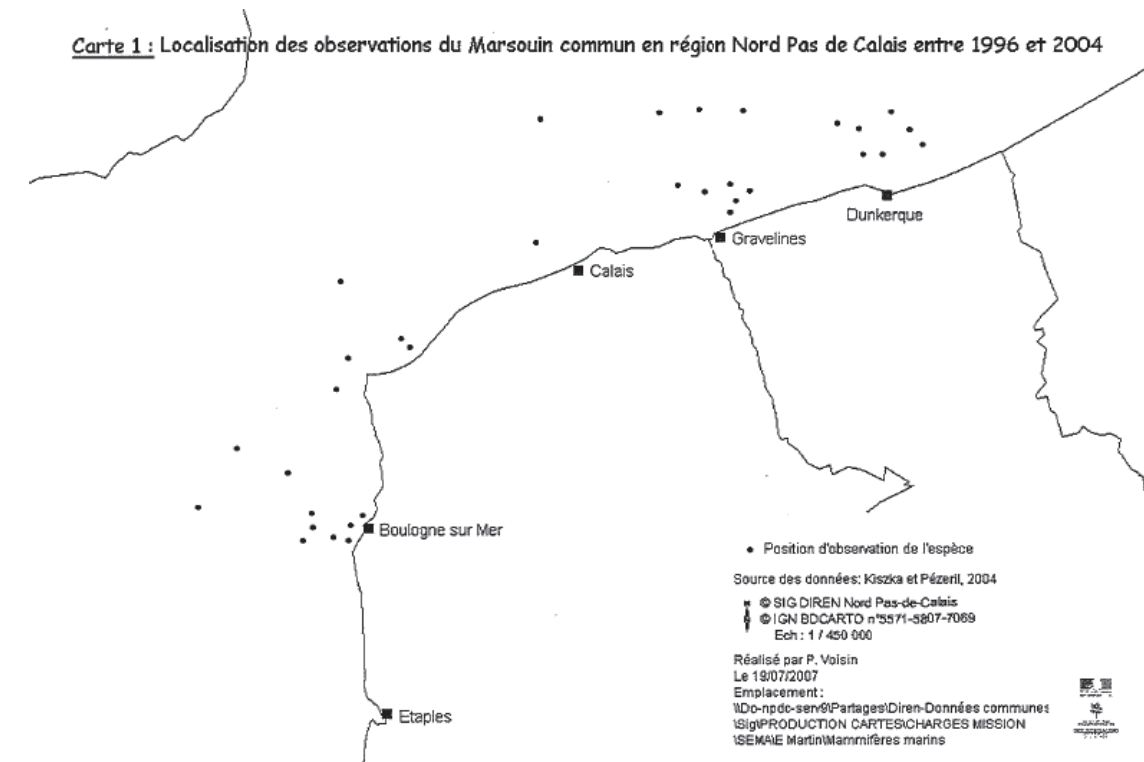 Carte 1 : Localisation des observations du Marsouin commun en région Nord Pas de Calais entre 1996 et 2004
Dunkerque
Gravelines
Calais
Boulogne sur Mer
Etaples
Position d'observation de l'espèce
Source des données: Kiszka et Pézeril, 2004
© SIG DIREN Nord Pas-de-Calais
© IGN BDCARTO n°5571-5807-7069
Ech : 1 / 450 000
Réalisé par P. Voisin
Le 19/07/2007
Emplacement :
\\Do-npdc-serv9\Partages\Diren-Données communes
\Sig\PRODUCTION CARTES\CHARGES MISSION
\SEMA\E Martin\Mammifères marins